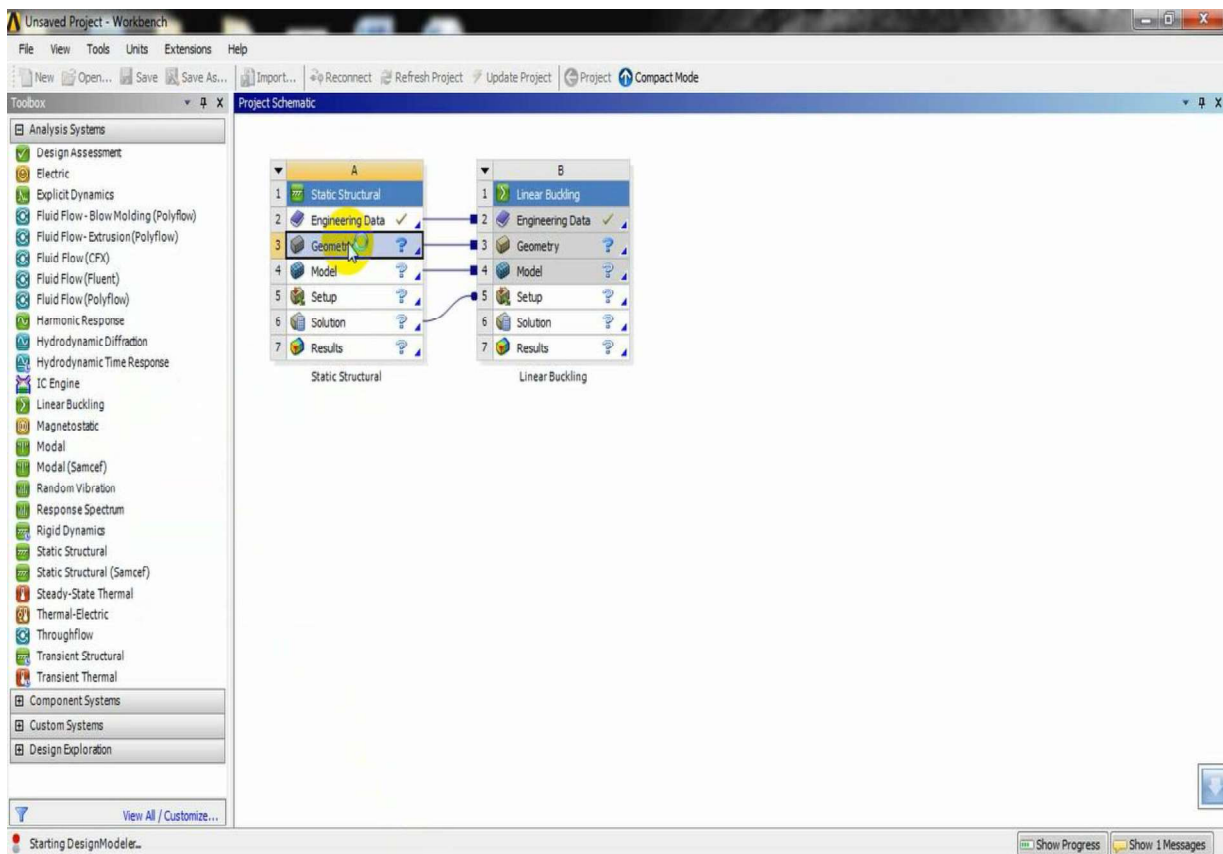 Unsaved Project - Workbench
File View Tools Units Extensions Help
New Open... Save Save As... Import... Reconnect Refresh Project Update Project Project Compact Mode
Toolbox
Project Schematic
Analysis Systems
Design Assessment
Electric
Explicit Dynamics
Fluid Flow - Blow Molding (Polyflow)
Fluid Flow - Extrusion (Polyflow)
Fluid Flow (CFX)
Fluid Flow (Fluent)
Fluid Flow (Polyflow)
Harmonic Response
Hydrodynamic Diffraction
Hydrodynamic Time Response
IC Engine
Linear Buckling
Magnetostatic
Modal
Modal (Samcef)
Random Vibration
Response Spectrum
Rigid Dynamics
Static Structural
Static Structural (Samcef)
Steady-State Thermal
Thermal-Electric
Throughflow
Transient Structural
Transient Thermal
Component Systems
Custom Systems
Design Exploration
View All / Customize...
A
1 Static Structural
2 Engineering Data
3 Geometry
4 Model
5 Setup
6 Solution
7 Results
Static Structural
B
1 Linear Buckling
2 Engineering Data
3 Geometry
4 Model
5 Setup
6 Solution
7 Results
Linear Buckling
Starting DesignModeler...
Show Progress
Show 1 Messages